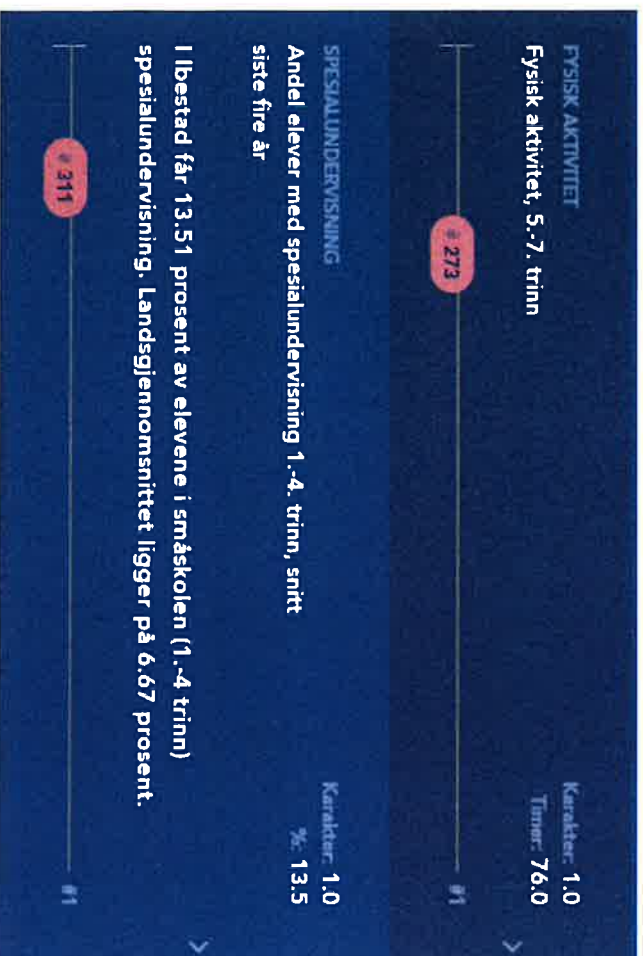 FYSISK AKTIVITET
Karakter: 1.0
Fysisk aktivitet, 5.-7. trinn
Timer: 76.0
# 273
#1
SPESIALUNDERVISNING
Karakter: 1.0
Andel elever med spesialundervisning 1.-4. trinn, snitt
%: 13.5
siste fire år
I Ibestad får 13.51 prosent av elevene i småskolen (1.-4 trinn)
spesialundervisning. Landsgjennomsnittet ligger på 6.67 prosent.
# 311
#1